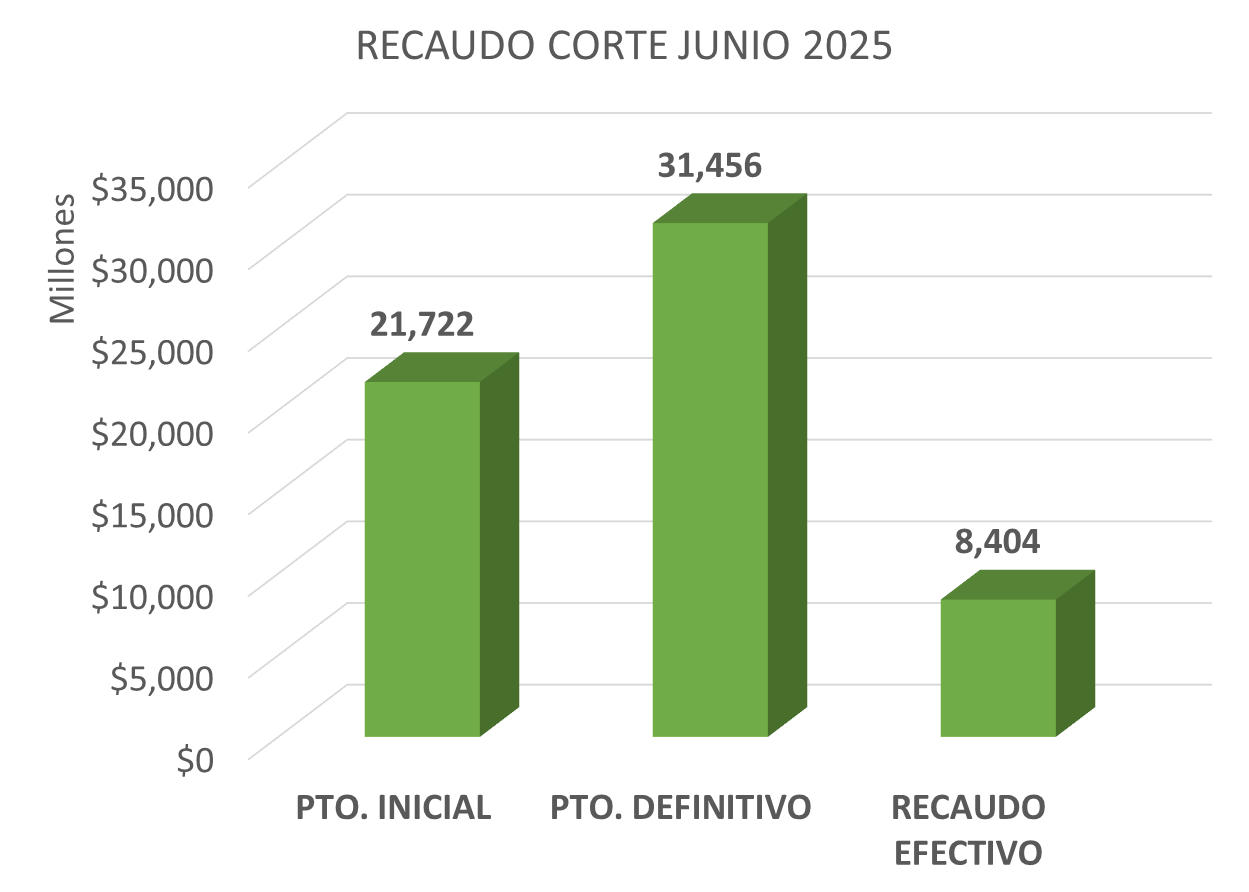 RECAUDO CORTE JUNIO 2025
Millones
$35,000
$30,000
$25,000
$20,000
$15,000
$10,000
$5,000
$0
21,722
31,456
8,404
PTO. INICIAL
PTO. DEFINITIVO
RECAUDO
EFECTIVO